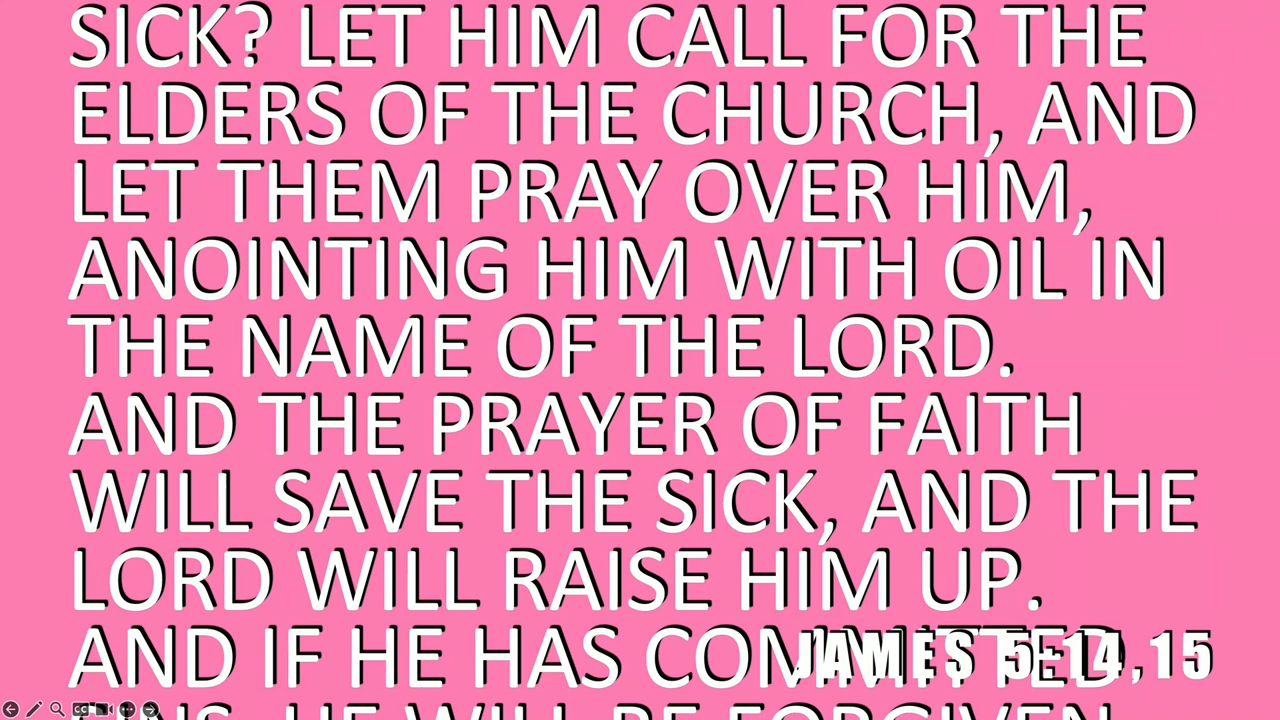 SICK? LET HIM CALL FOR THE
ELDERS OF THE CHURCH, AND
LET THEM PRAY OVER HIM,
ANOINTING HIM WITH OIL IN
THE NAME OF THE LORD.
AND THE PRAYER OF FAITH
WILL SAVE THE SICK, AND THE
LORD WILL RAISE HIM UP.
AND IF HE HAS COMMITTED
JAMES 5:14,15
SINS, HE WILL BE FORGIVEN
CC